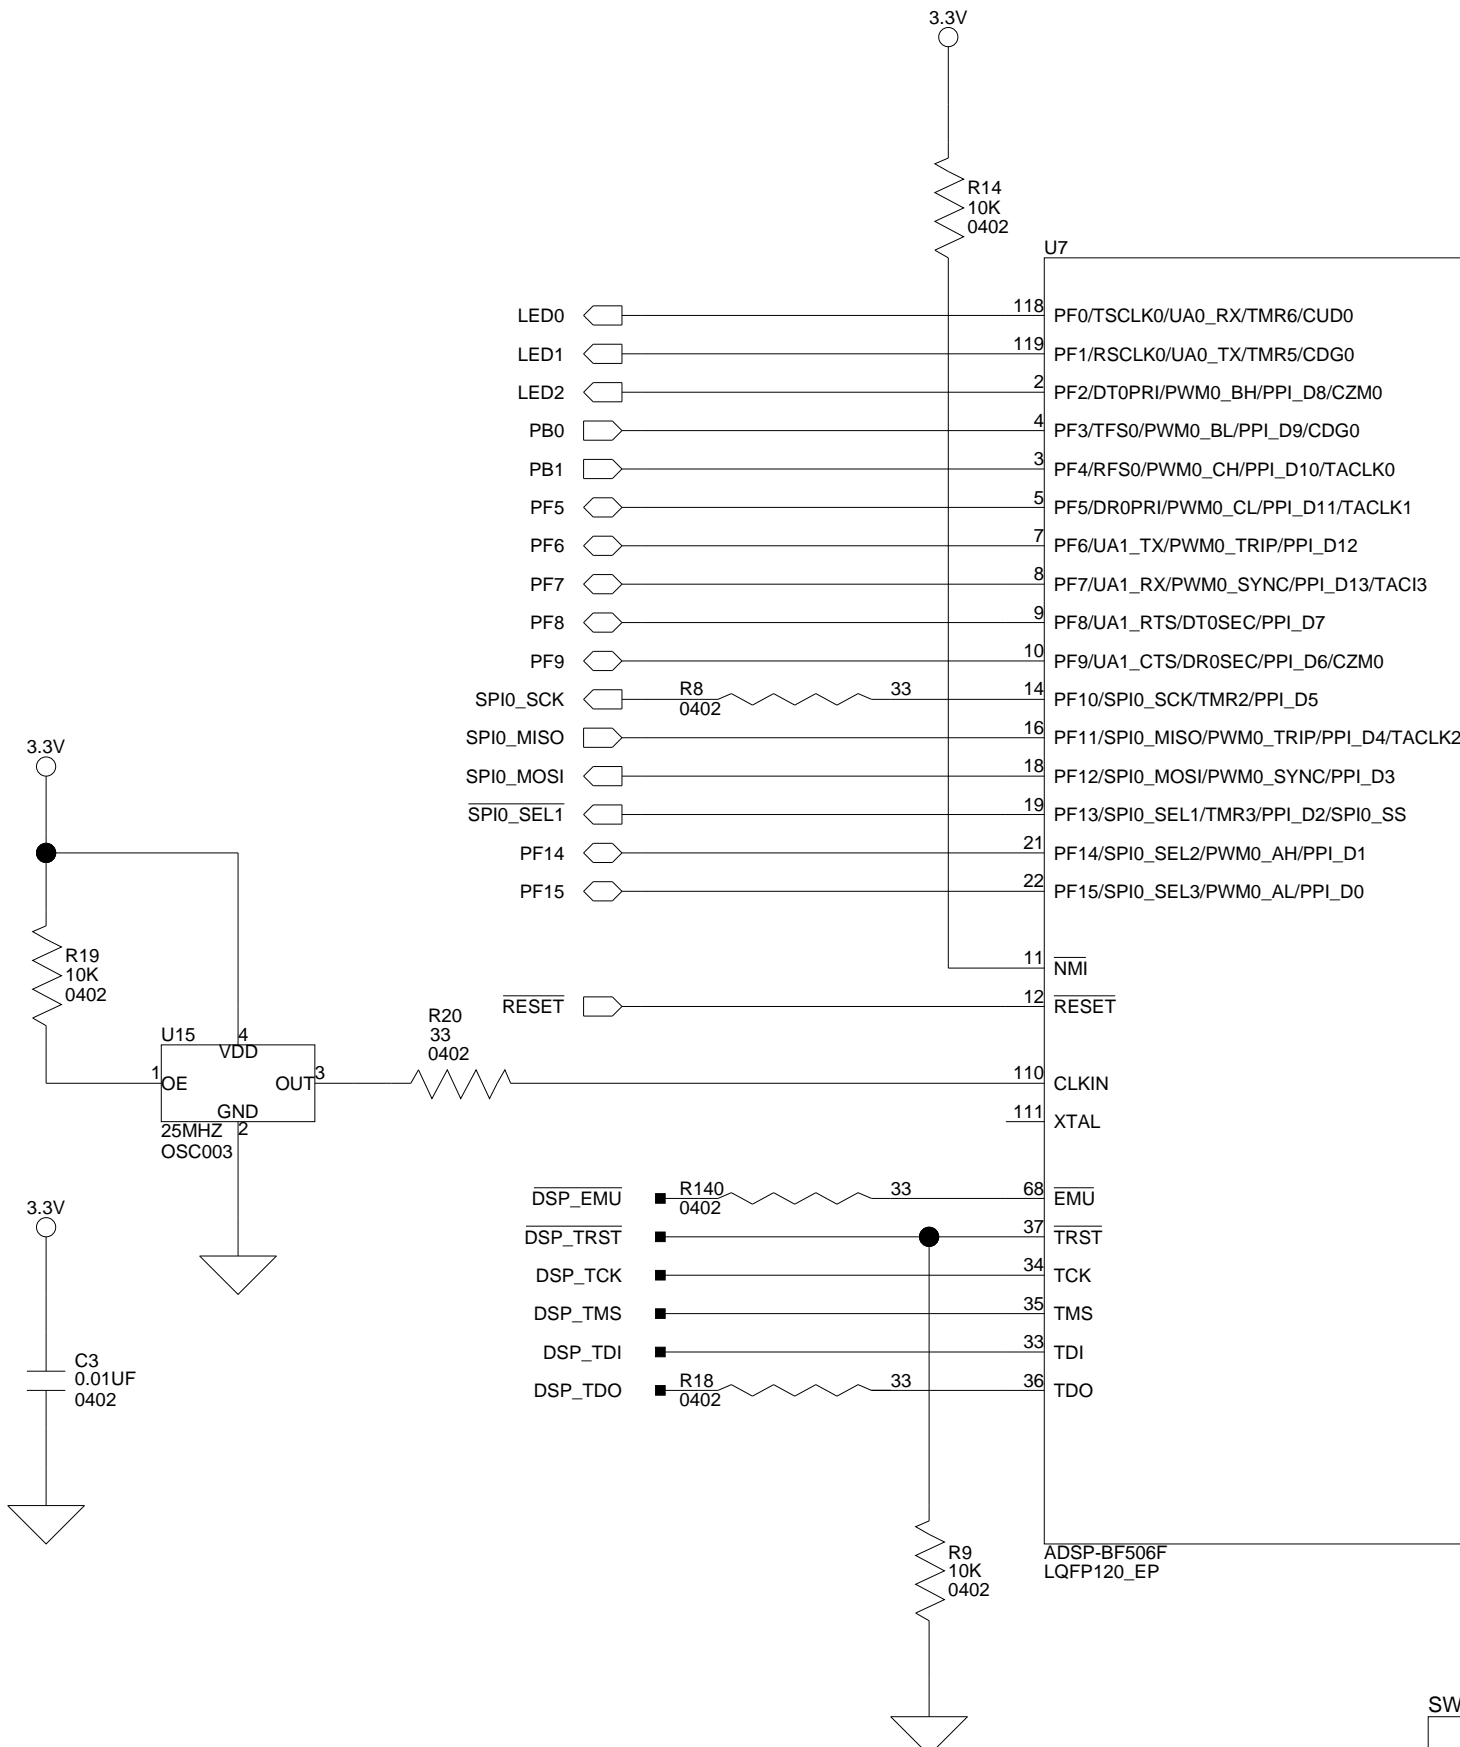 3.3V
R14
10K
0402
U7
LED0 118 PF0/TSCLK0/UA0_RX/TMR6/CUD0
LED1 119 PF1/RSCLK0/UA0_TX/TMR5/CDG0
LED2 2 PF2/DT0PRI/PWM0_BH/PPI_D8/CZM0
PB0 4 PF3/TFS0/PWM0_BL/PPI_D9/CDG0
PB1 3 PF4/RFS0/PWM0_CH/PPI_D10/TACLK0
PF5 5 PF5/DR0PRI/PWM0_CL/PPI_D11/TACLK1
PF6 7 PF6/UA1_TX/PWM0_TRIP/PPI_D12
PF7 8 PF7/UA1_RX/PWM0_SYNC/PPI_D13/TACI3
PF8 9 PF8/UA1_RTS/DT0SEC/PPI_D7
PF9 10 PF9/UA1_CTS/DR0SEC/PPI_D6/CZM0
SPI0_SCK R8 33 14 PF10/SPI0_SCK/TMR2/PPI_D5
0402
SPI0_MISO 16 PF11/SPI0_MISO/PWM0_TRIP/PPI_D4/TACLK2
3.3V
SPI0_MOSI 18 PF12/SPI0_MOSI/PWM0_SYNC/PPI_D3
SPI0_SEL1 19 PF13/SPI0_SEL1/TMR3/PPI_D2/SPI0_SS
PF14 21 PF14/SPI0_SEL2/PWM0_AH/PPI_D1
PF15 22 PF15/SPI0_SEL3/PWM0_AL/PPI_D0
R19
10K
0402
11 NMI
RESET 12 RESET
R20
33
0402
U15
4
VDD
1 OE OUT 3
110 CLKIN
GND
2
25MHZ
OSC003
111 XTAL
DSP_EMU R140 33 68 EMU
0402
3.3V
DSP_TRST 37 TRST
DSP_TCK 34 TCK
DSP_TMS 35 TMS
DSP_TDI 33 TDI
C3
0.01UF
0402
DSP_TDO R18 33 36 TDO
0402
R9
10K
0402
ADSP-BF506F
LQFP120_EP
SW